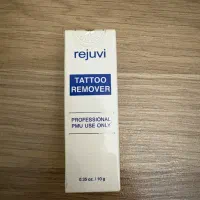 rejuvi
TATTOO
REMOVER
PROFESSIONAL
PMU USE ONLY
0.35 oz. / 10 g